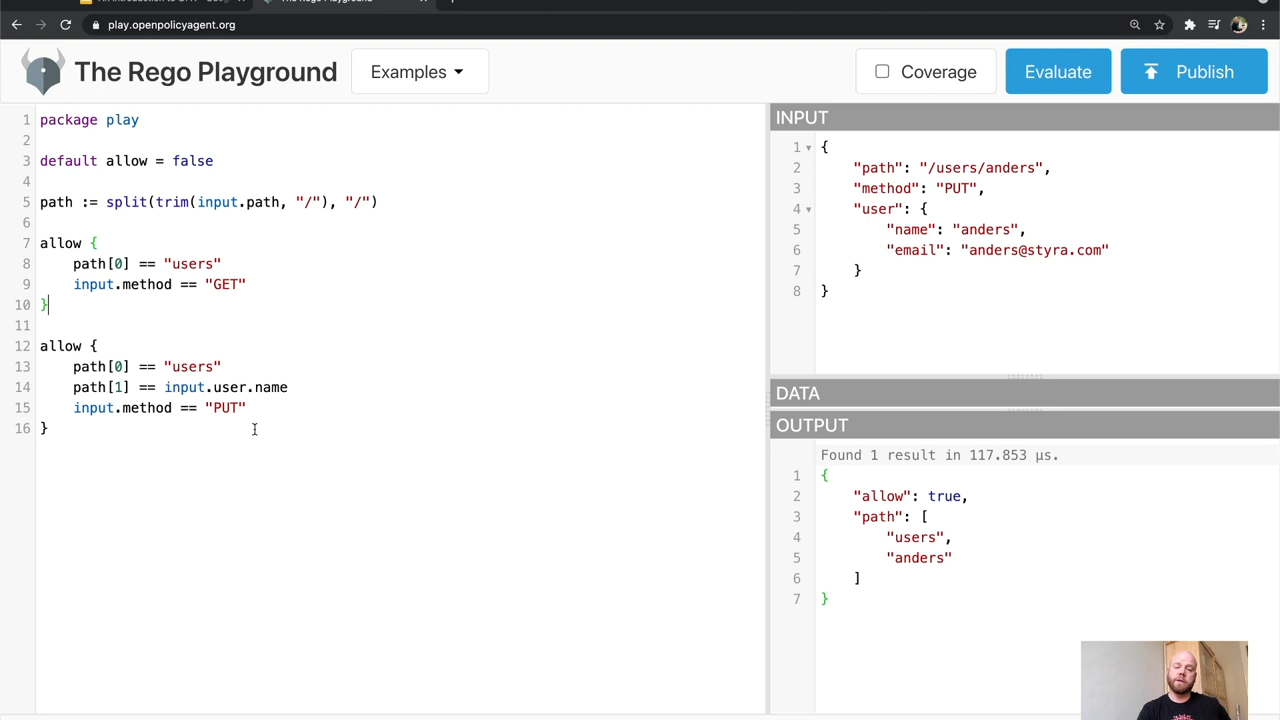 The Rego Playground
play.openpolicyagent.org
The Rego Playground
Examples
Coverage
Evaluate
Publish
1 package play
2
3 default allow = false
4
5 path := split(trim(input.path, "/"), "/")
6
7 allow {
8     path[0] == "users"
9     input.method == "GET"
10 }
11
12 allow {
13     path[0] == "users"
14     path[1] == input.user.name
15     input.method == "PUT"
16 }
INPUT
1 {
2     "path": "/users/anders",
3     "method": "PUT",
4     "user": {
5         "name": "anders",
6         "email": "anders@styra.com"
7     }
8 }
DATA
OUTPUT
Found 1 result in 117.853 µs.
1 {
2     "allow": true,
3     "path": [
4         "users",
5         "anders"
6     ]
7 }